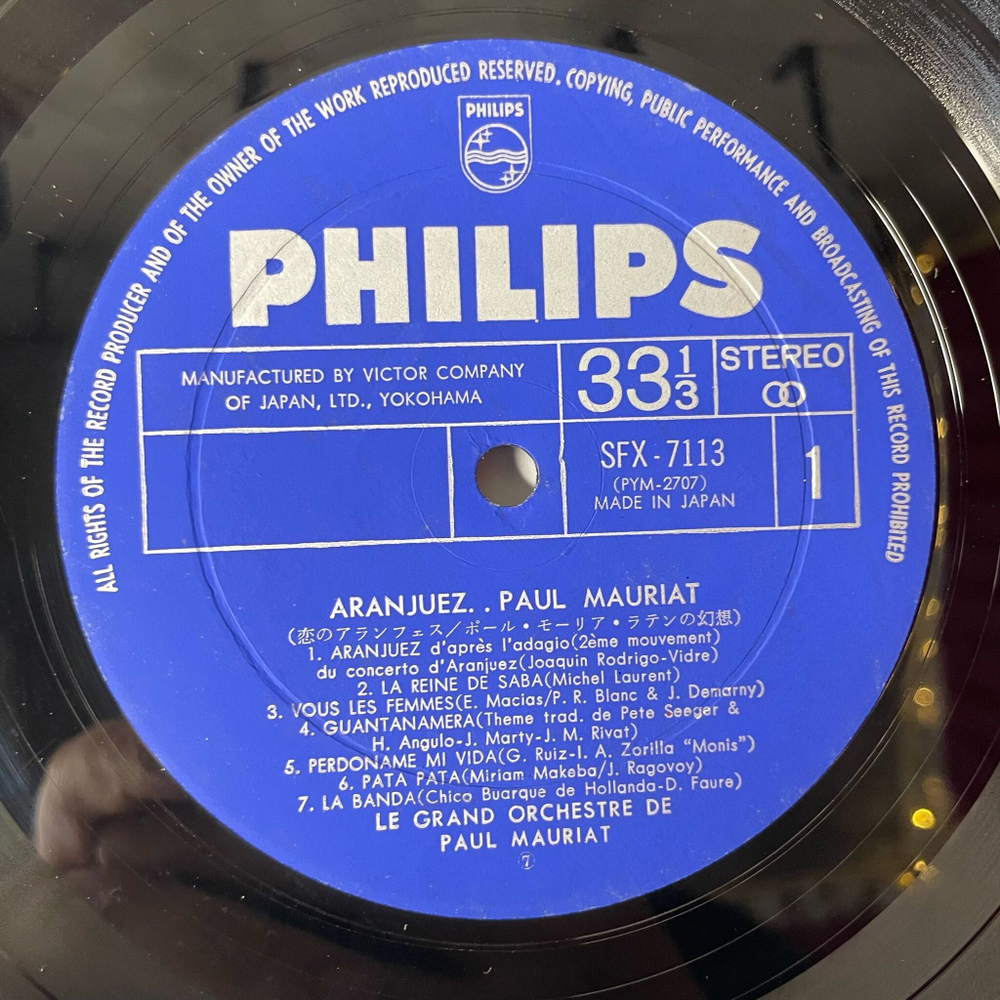 ALL RIGHTS OF THE RECORD PRODUCER AND OF THE OWNER OF THE WORK REPRODUCED RESERVED. COPYING, PUBLIC PERFORMANCE AND BROADCASTING OF THIS RECORD PROHIBITED
PHILIPS
PHILIPS
MANUFACTURED BY VICTOR COMPANY
OF JAPAN, LTD., YOKOHAMA
33 1/3
STEREO
SFX-7113
(PYM-2707)
MADE IN JAPAN
1
ARANJUEZ. . PAUL MAURIAT
(恋のアランフェス/ポール・モーリア・ラテンの幻想)
1. ARANJUEZ d'après l'adagio(2ème mouvement)
du concerto d'Aranjuez(Joaquin Rodrigo-Vidre)
2. LA REINE DE SABA(Michel Laurent)
3. VOUS LES FEMMES(E. Macias/P. R. Blanc & J. Demarny)
4. GUANTANAMERA(Theme trad. de Pete Seeger &
H. Angulo-J. Marty-J. M. Rivat)
5. PERDONAME MI VIDA(G. Ruiz-I. A. Zorilla "Monis")
6. PATA PATA(Miriam Makeba/J. Ragovoy)
7. LA BANDA(Chico Buarque de Hollanda-D. Faure)
LE GRAND ORCHESTRE DE
PAUL MAURIAT
⑦